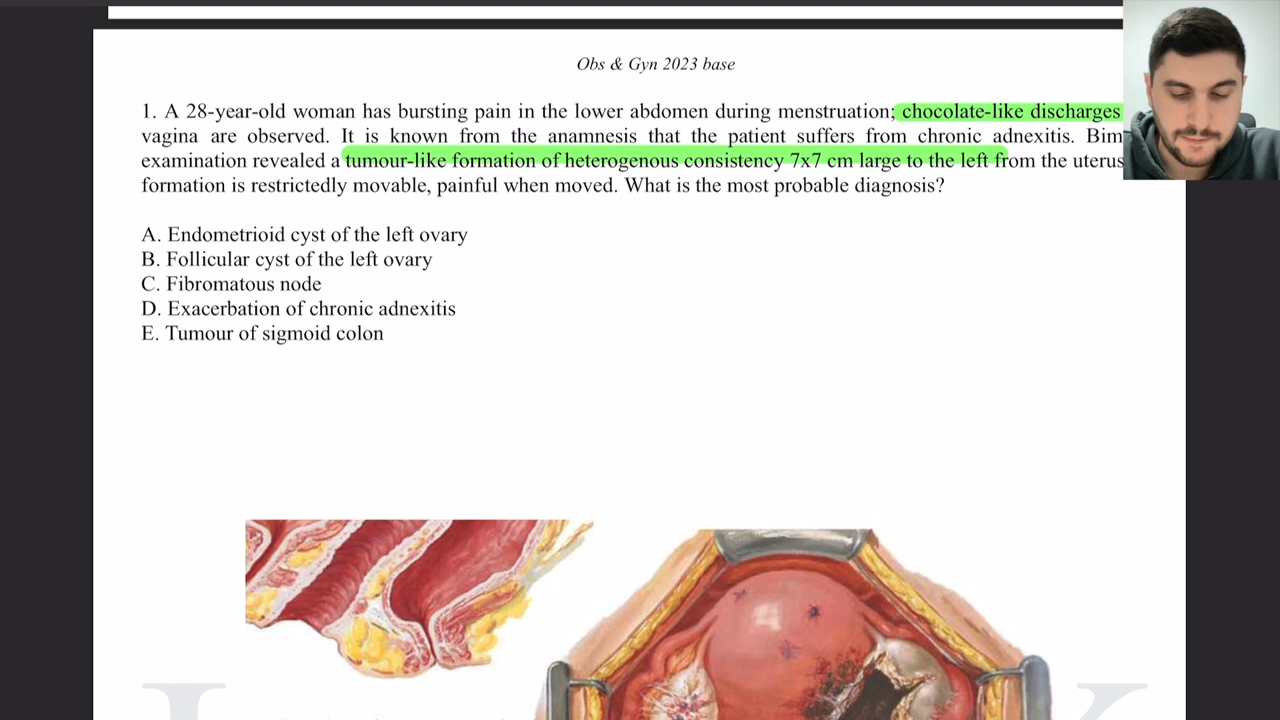 Obs & Gyn 2023 base
1. A 28-year-old woman has bursting pain in the lower abdomen during menstruation; chocolate-like discharges
vagina are observed. It is known from the anamnesis that the patient suffers from chronic adnexitis. Bim
examination revealed a tumour-like formation of heterogenous consistency 7x7 cm large to the left from the uterus
formation is restrictedly movable, painful when moved. What is the most probable diagnosis?
A. Endometrioid cyst of the left ovary
B. Follicular cyst of the left ovary
C. Fibromatous node
D. Exacerbation of chronic adnexitis
E. Tumour of sigmoid colon